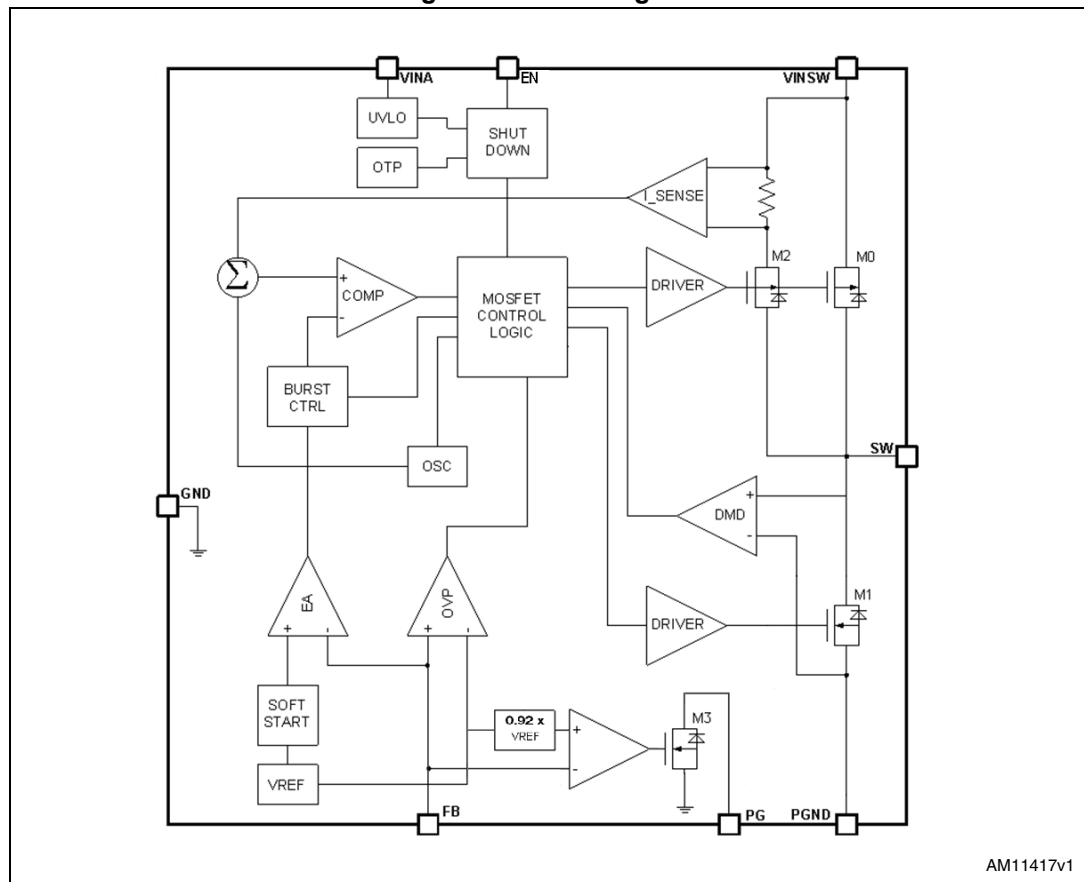 VINA
EN
VINSW
UVLO
SHUT
DOWN
OTP
I_SENSE
M2
M0
Σ
+
COMP
-
MOSFET
CONTROL
LOGIC
DRIVER
BURST
CTRL
OSC
SW
GND
+
DMD
-
EA
+
-
OVP
+
-
DRIVER
M1
SOFT
START
0.92 x
VREF
+
-
M3
VREF
FB
PG
PGND
AM11417v1